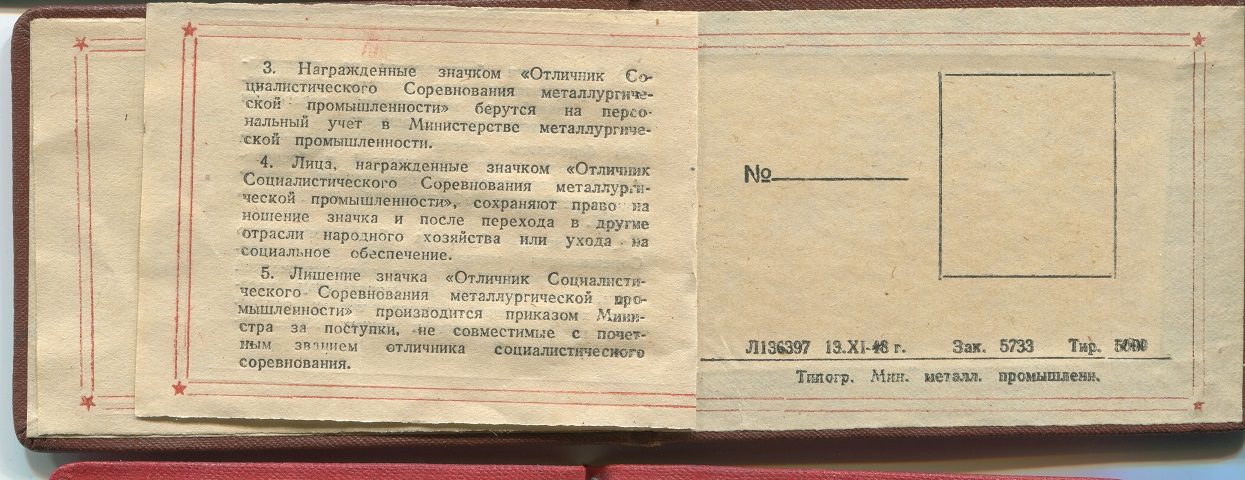 3. Награжденные значком «Отличник Со-
циалистического Соревнования металлургиче-
ской промышленности» берутся на персо-
нальный учет в Министерстве металлургиче-
ской промышленности.
4. Лица, награжденные значком «Отличник
Социалистического Соревнования металлурги-
ческой промышленности», сохраняют право на
ношение значка и после перехода в другие
отрасли народного хозяйства или ухода на
социальное обеспечение.
5. Лишение значка «Отличник Социалисти-
ческого Соревнования металлургической про-
мышленности» производится приказом Мини-
стра за поступки, не совместимые с почет-
ным званием отличника социалистического
соревнования.
№
Л136397 13.XI-48 г. Зак. 5733 Тир. 5000
Типогр. Мин. металл. промышленн.